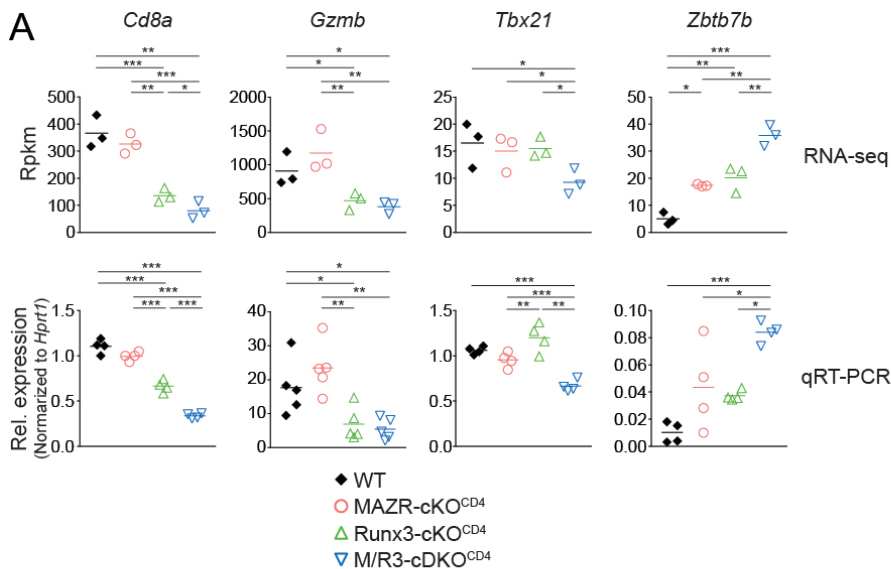 A
Cd8a
Gzmb
Tbx21
Zbtb7b
** *** *** ** *
* * ** **
* * *
*** ** ** * **
Rpkm
500
400
300
200
100
0
2000
1500
1000
500
0
25
20
15
10
5
0
50
40
30
20
10
0
RNA-seq
*** *** *** *** ***
* * ** **
*** *** ** **
*** * *
Rel. expression
(Normarized to Hprt1)
1.5
1.0
0.5
0.0
40
30
20
10
0
1.5
1.0
0.5
0.0
0.10
0.08
0.06
0.04
0.02
0.00
qRT-PCR
WT
MAZR-cKO^CD4
Runx3-cKO^CD4
M/R3-cDKO^CD4